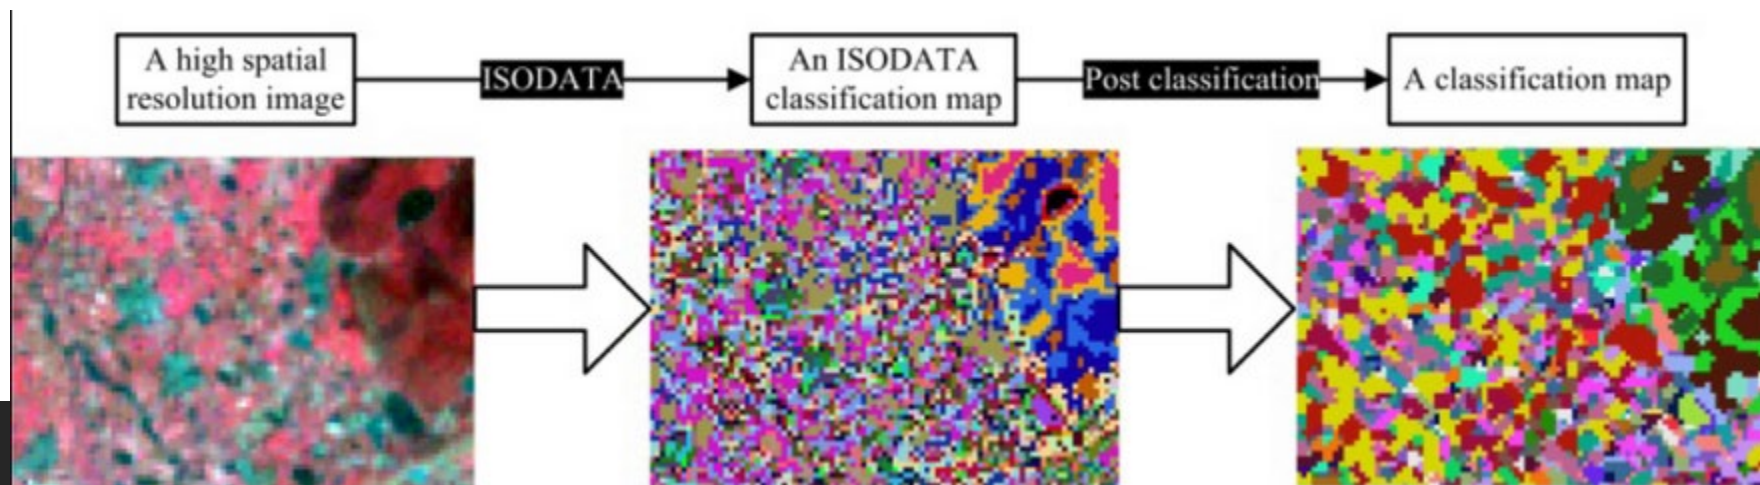 A high spatial
resolution image
ISODATA
An ISODATA
classification map
Post classification
A classification map